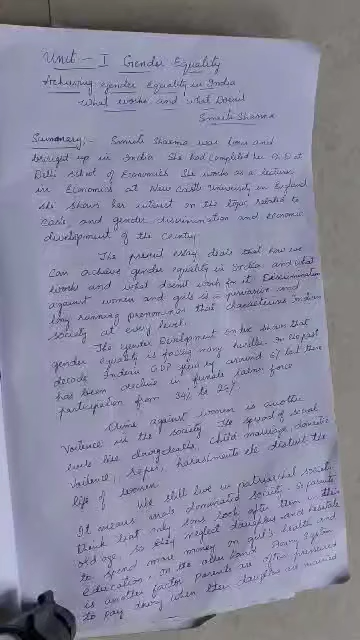 Unit - I Gender Equality
Achieving Gender Equality in India
What works and what Doesn't
Smriti Sharma
Summary - Smriti Sharma was born and
brought up in India. She had completed her Ph.D at
Delhi school of Economics. She works as a lecturer
in Economics at New Castle University in England
She shown her interest on the topic related to
Caste and gender discrimination and economic
development of the country.
The present essay deals that how we
can achieve gender equality in India and what
works and what doesn't work for it. Discrimination
against women and girls is a pervasive and
long running phenomenon that characterises Indian
society at every level.
The gender Development index shows that
gender equality is facing many hurdles. In the past
decade India's GDP grew by around 6% but there
has been decline in female labour force
participation from 34% to 27%
Crime against women is another
violence in the society. The spread of social
evils like dowry deaths, child marriage, domestic
violence, rapes, harassments etc disturb the
life of women.
We still live in patriarchal society.
It means male dominated society. So parents
think that only sons look after them in their
old age, so they neglect daughters and hesitate
to spend more money on girl's health and
education, on the other hand Dowry system
is another factor parents are often pressured
to pay dowry when their daughters are married